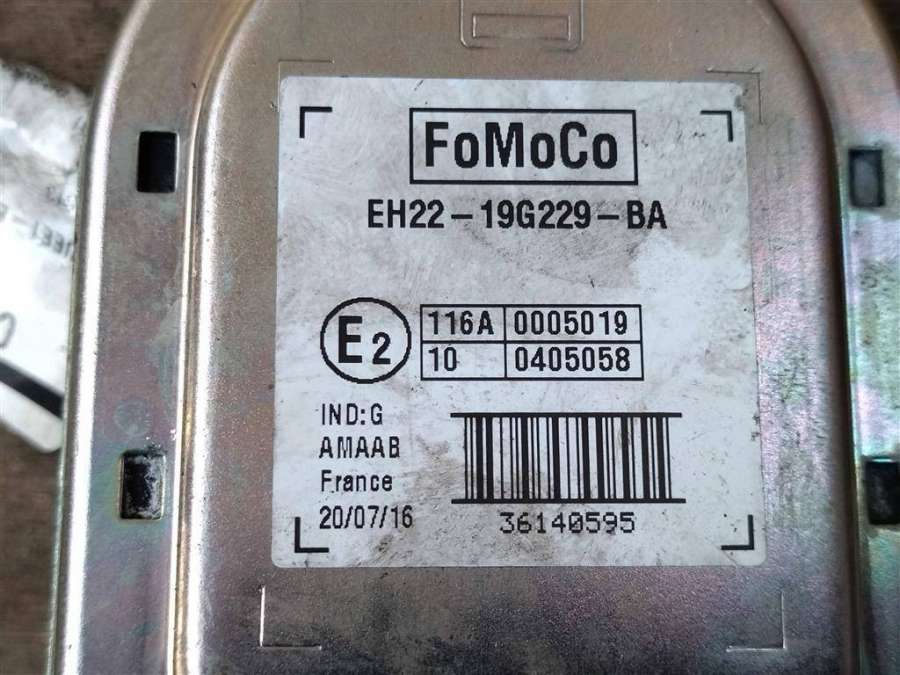 FoMoCo
EH22-19G229-BA
E2
116A 0005019
10 0405058
IND:G
AMAAB
France
20/07/16
36140595